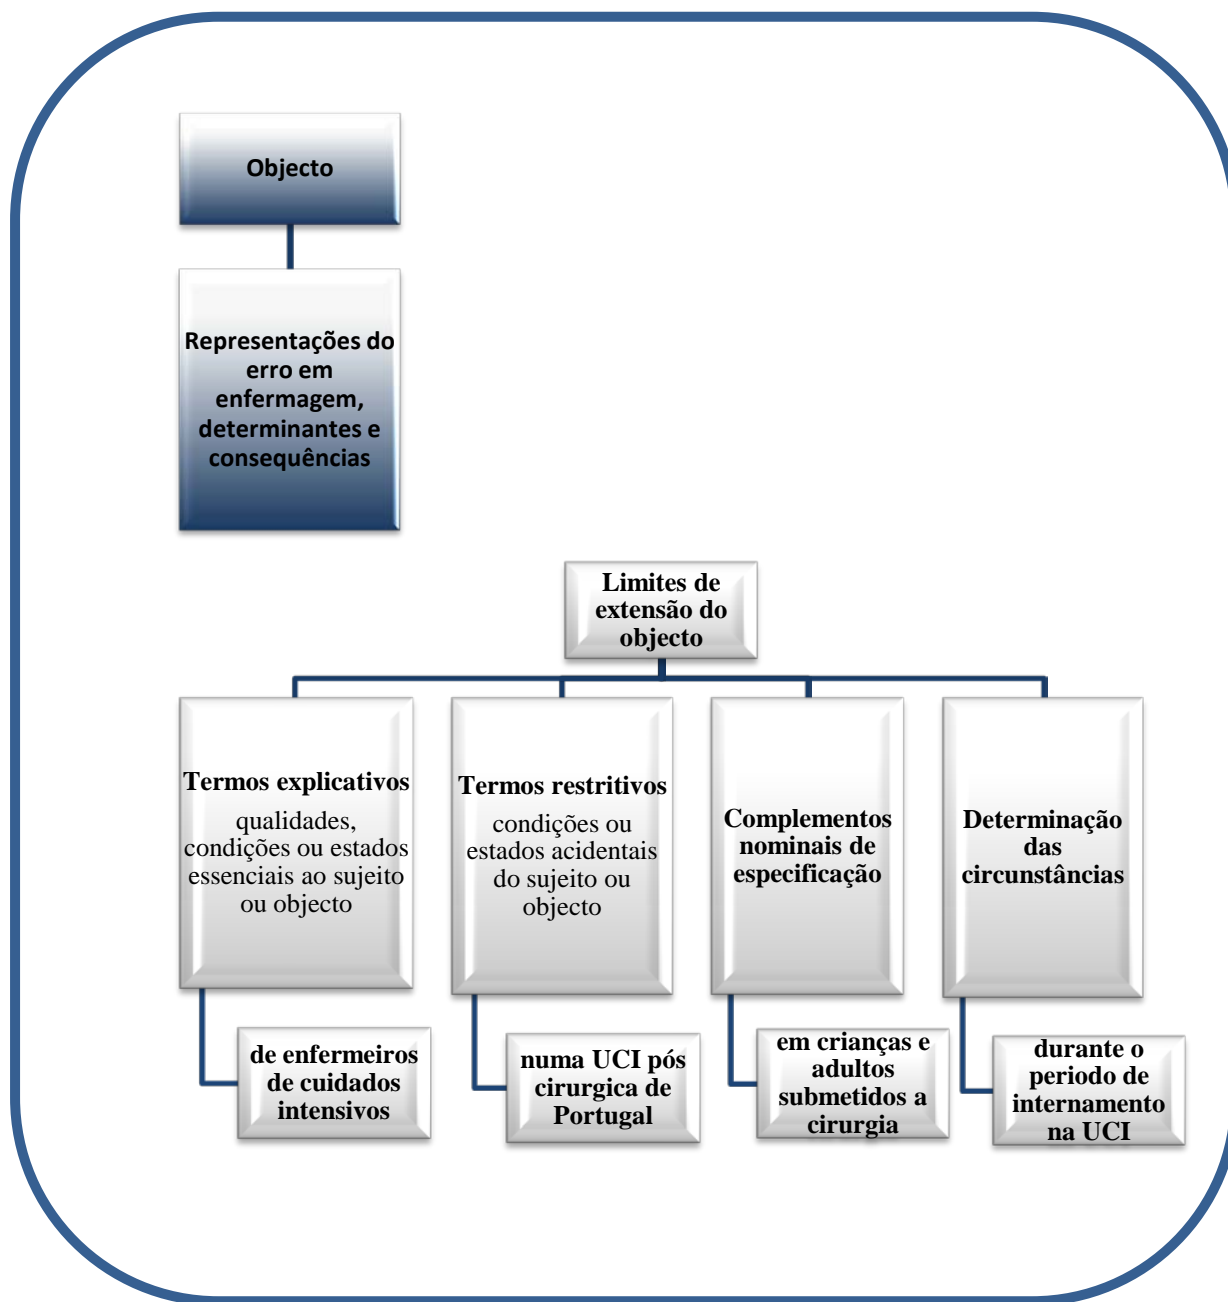 Objecto
Representações do
erro em
enfermagem,
determinantes e
consequências
Limites de
extensão do
objecto
Termos explicativos
qualidades,
condições ou estados
essenciais ao sujeito
ou objecto
Termos restritivos
condições ou
estados acidentais
do sujeito ou
objecto
Complementos
nominais de
especificação
Determinação
das
circunstâncias
de enfermeiros
de cuidados
intensivos
numa UCI pós
cirurgica de
Portugal
em crianças e
adultos
submetidos a
cirurgia
durante o
periodo de
internamento
na UCI